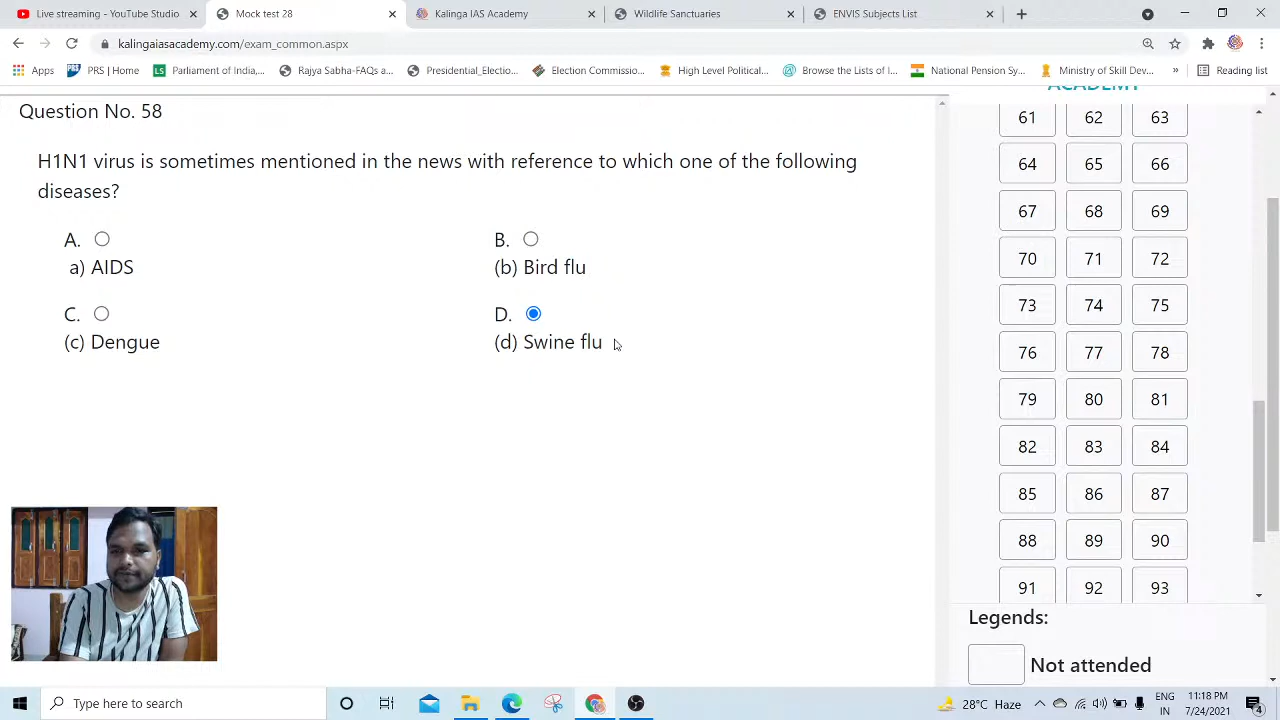 Live streaming - YouTube Studio
Mock test 28
Kalinga IAS Academy
Wildlife Sanctuaries
ENVIS Subjects List
kalingaiasacademy.com/exam_common.aspx
Apps
PRS | Home
Parliament of India,...
Rajya Sabha-FAQs a...
Presidential_Electio...
Election Commissio...
High Level Political...
Browse the Lists of I...
National Pension Sy...
Ministry of Skill Dev...
»
Reading list
ACADEMY
Question No. 58
H1N1 virus is sometimes mentioned in the news with reference to which one of the following
diseases?
A.
a) AIDS
B.
(b) Bird flu
C.
(c) Dengue
D.
(d) Swine flu
61 62 63
64 65 66
67 68 69
70 71 72
73 74 75
76 77 78
79 80 81
82 83 84
85 86 87
88 89 90
91 92 93
Legends:
Not attended
Type here to search
28°C Haze
ENG
IN
11:18 PM
7/24/2021
4